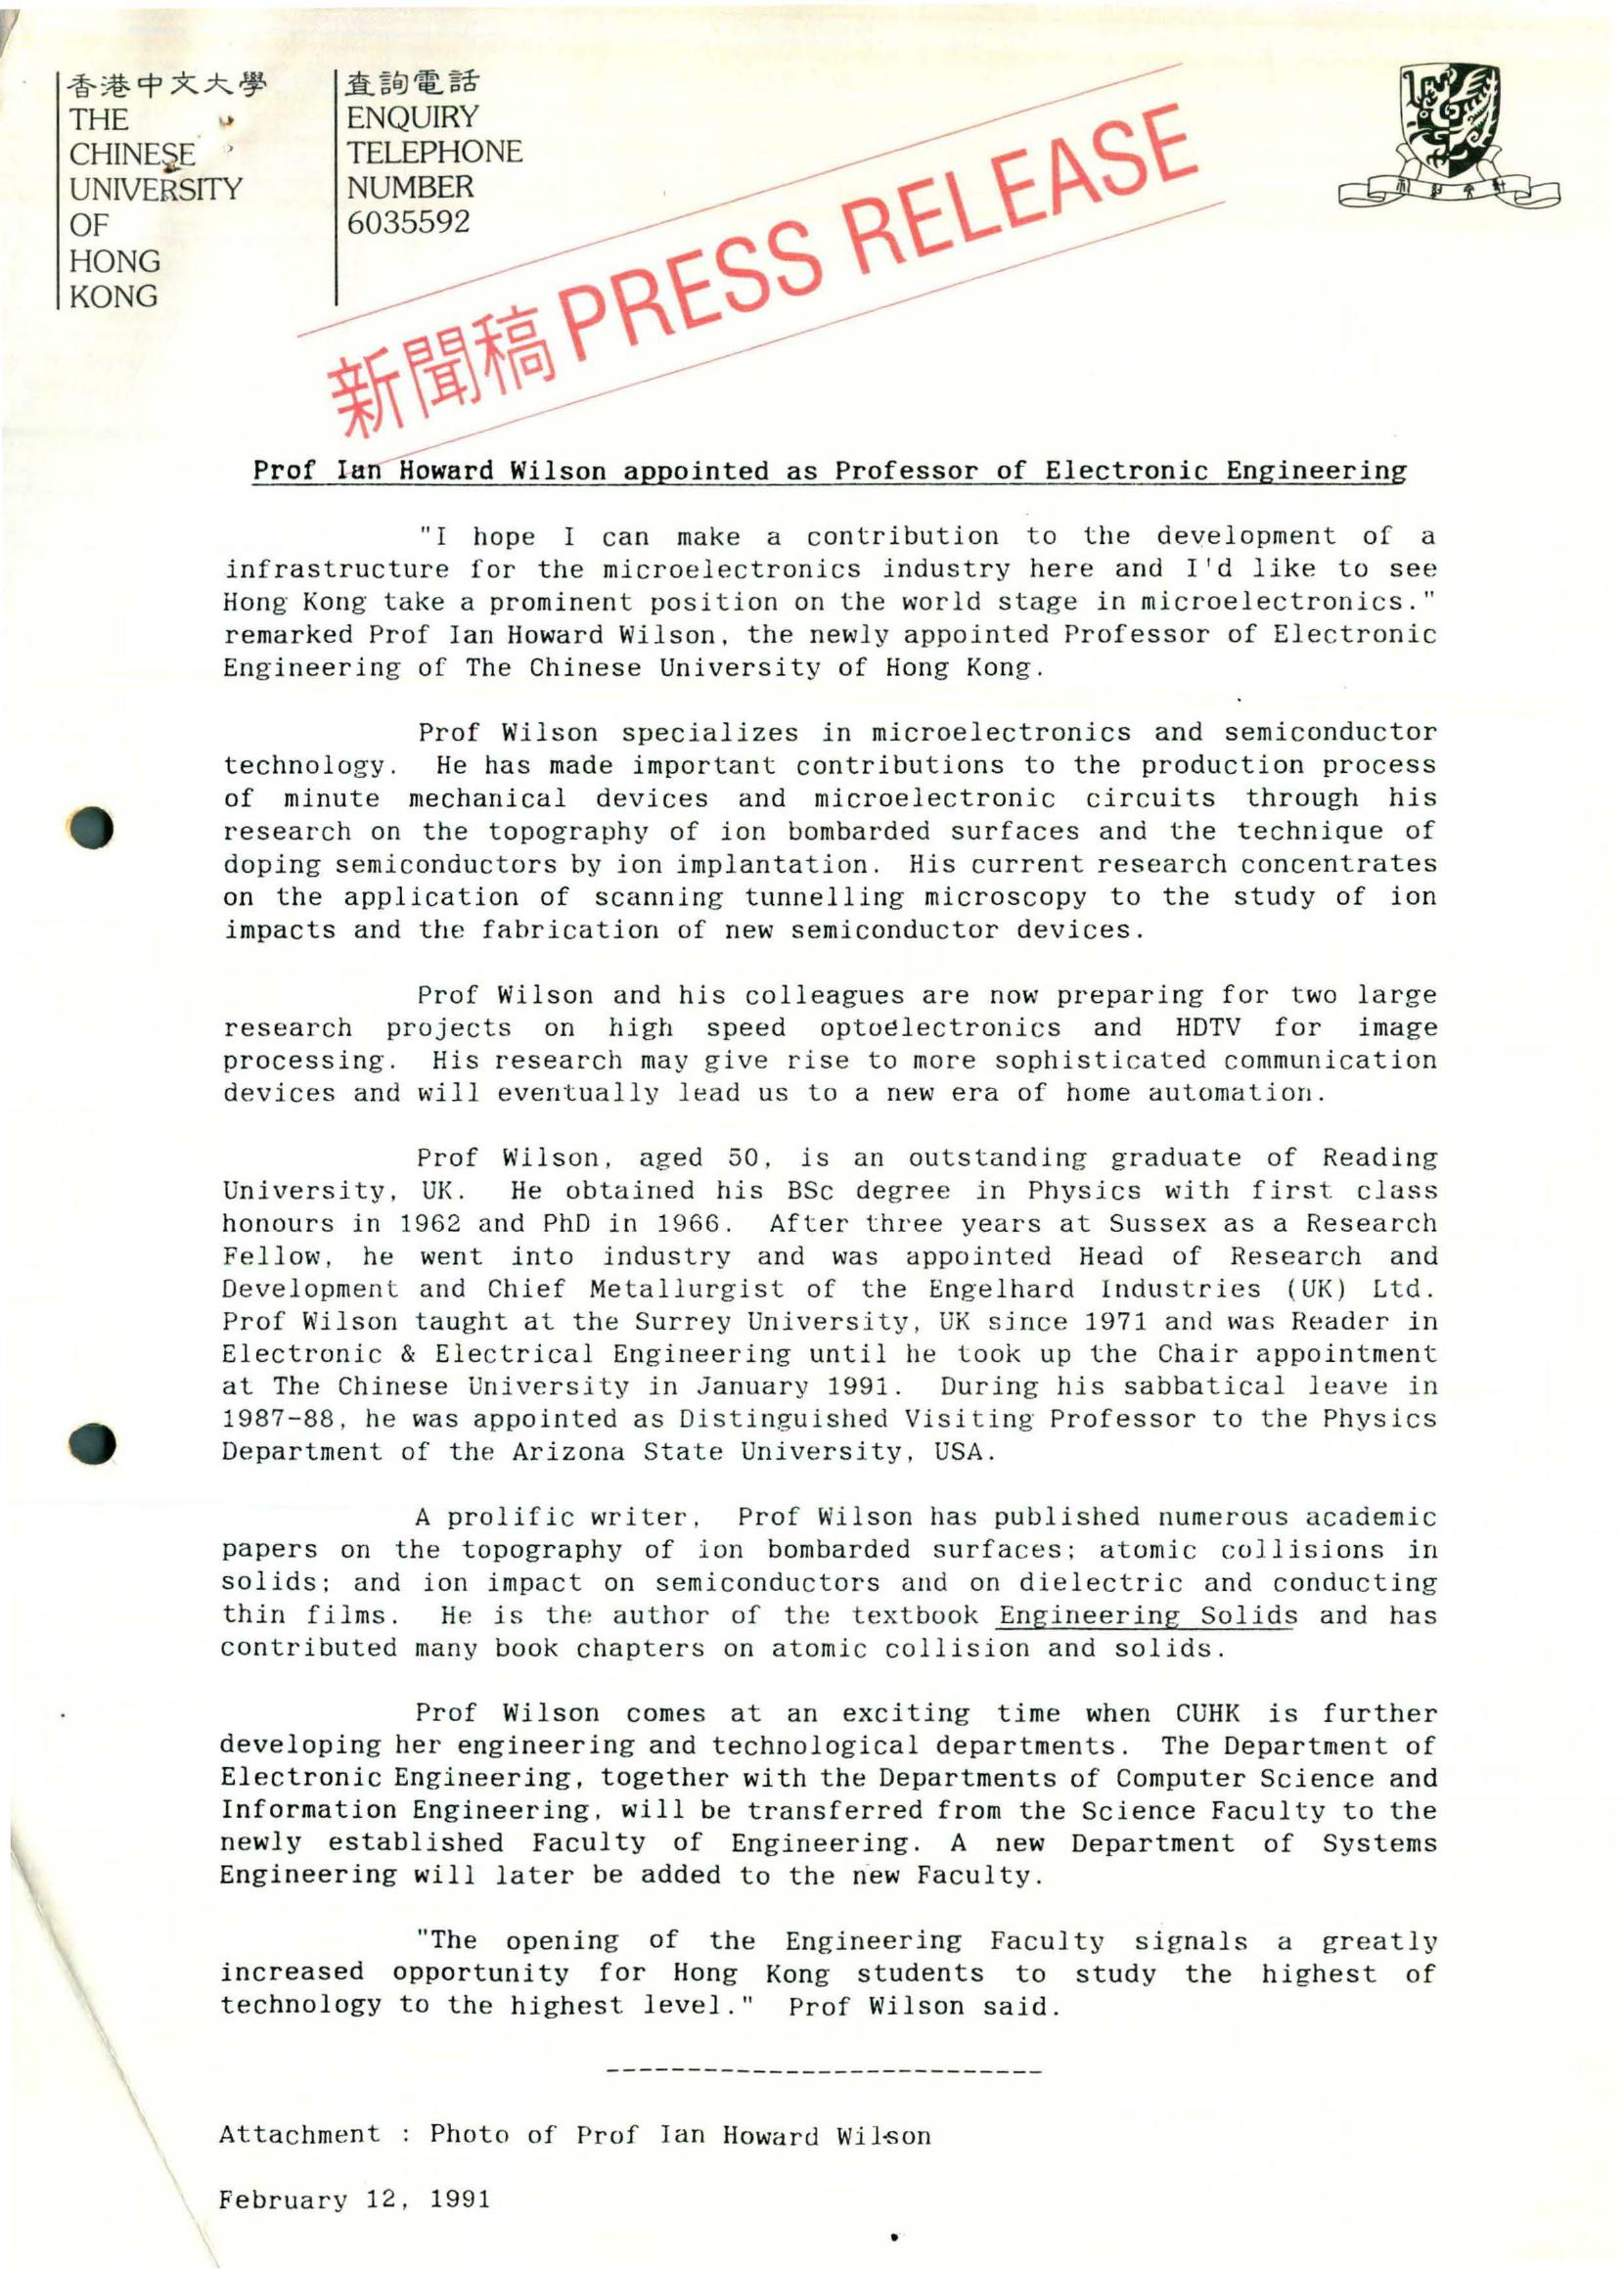 香港中文大學
THE
CHINESE
UNIVERSITY
OF
HONG
KONG
查詢電話
ENQUIRY
TELEPHONE
NUMBER
6035592
新聞稿 PRESS RELEASE
Prof Ian Howard Wilson appointed as Professor of Electronic Engineering
"I hope I can make a contribution to the development of a
infrastructure for the microelectronics industry here and I'd like to see
Hong Kong take a prominent position on the world stage in microelectronics."
remarked Prof Ian Howard Wilson, the newly appointed Professor of Electronic
Engineering of The Chinese University of Hong Kong.
Prof Wilson specializes in microelectronics and semiconductor
technology. He has made important contributions to the production process
of minute mechanical devices and microelectronic circuits through his
research on the topography of ion bombarded surfaces and the technique of
doping semiconductors by ion implantation. His current research concentrates
on the application of scanning tunnelling microscopy to the study of ion
impacts and the fabrication of new semiconductor devices.
Prof Wilson and his colleagues are now preparing for two large
research projects on high speed optoelectronics and HDTV for image
processing. His research may give rise to more sophisticated communication
devices and will eventually lead us to a new era of home automation.
Prof Wilson, aged 50, is an outstanding graduate of Reading
University, UK. He obtained his BSc degree in Physics with first class
honours in 1962 and PhD in 1966. After three years at Sussex as a Research
Fellow, he went into industry and was appointed Head of Research and
Development and Chief Metallurgist of the Engelhard Industries (UK) Ltd.
Prof Wilson taught at the Surrey University, UK since 1971 and was Reader in
Electronic & Electrical Engineering until he took up the Chair appointment
at The Chinese University in January 1991. During his sabbatical leave in
1987-88, he was appointed as Distinguished Visiting Professor to the Physics
Department of the Arizona State University, USA.
A prolific writer, Prof Wilson has published numerous academic
papers on the topography of ion bombarded surfaces; atomic collisions in
solids; and ion impact on semiconductors and on dielectric and conducting
thin films. He is the author of the textbook Engineering Solids and has
contributed many book chapters on atomic collision and solids.
Prof Wilson comes at an exciting time when CUHK is further
developing her engineering and technological departments. The Department of
Electronic Engineering, together with the Departments of Computer Science and
Information Engineering, will be transferred from the Science Faculty to the
newly established Faculty of Engineering. A new Department of Systems
Engineering will later be added to the new Faculty.
"The opening of the Engineering Faculty signals a greatly
increased opportunity for Hong Kong students to study the highest of
technology to the highest level." Prof Wilson said.
---------------------------
Attachment : Photo of Prof Ian Howard Wilson
February 12, 1991